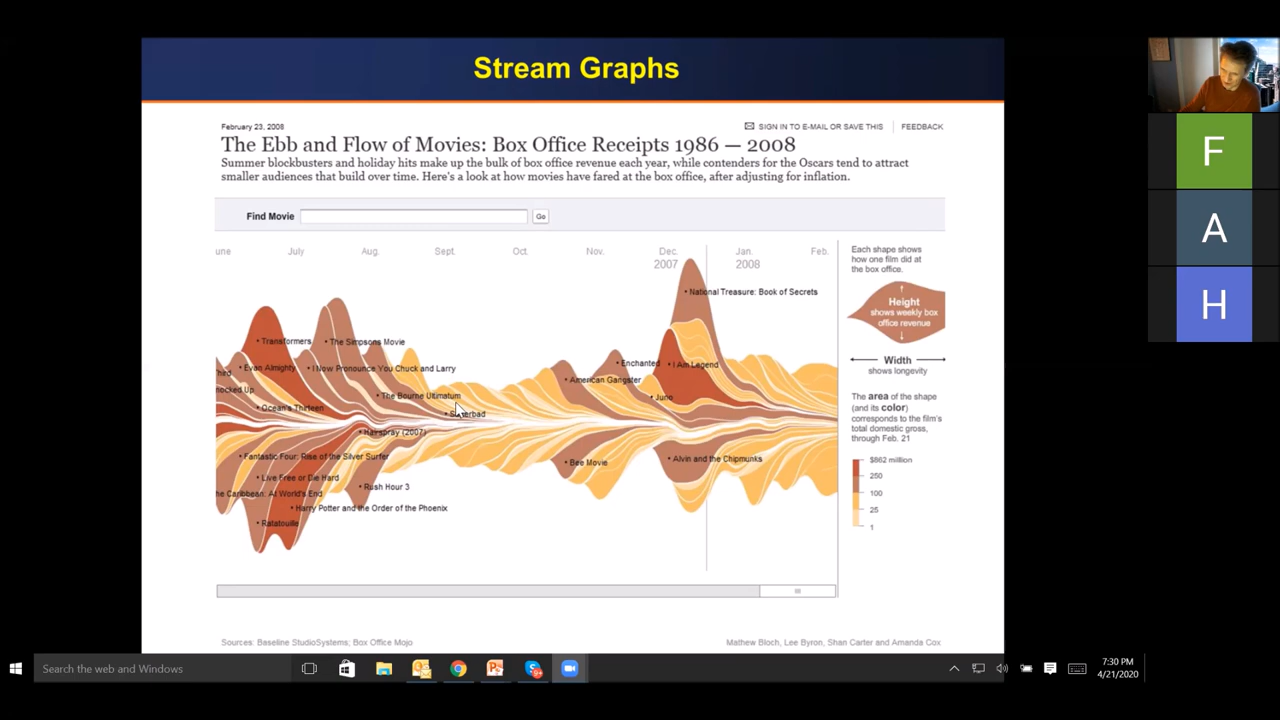 Stream Graphs
February 23, 2008
SIGN IN TO E-MAIL OR SAVE THIS
FEEDBACK
The Ebb and Flow of Movies: Box Office Receipts 1986 — 2008
Summer blockbusters and holiday hits make up the bulk of box office revenue each year, while contenders for the Oscars tend to attract
smaller audiences that build over time. Here's a look at how movies have fared at the box office, after adjusting for inflation.
Find Movie
Go
une July Aug. Sept. Oct. Nov. Dec. Jan. Feb.
2007 2008
National Treasure: Book of Secrets
Transformers
The Simpsons Movie
Evan Almighty
I Now Pronounce You Chuck and Larry
Enchanted
I Am Legend
hird
American Gangster
nocked Up
The Bourne Ultimatum
Juno
Ocean's Thirteen
Hairspray (2007)
Fantastic Four: Rise of the Silver Surfer
Bee Movie
Alvin and the Chipmunks
Live Free or Die Hard
Rush Hour 3
he Caribbean: At World's End
Harry Potter and the Order of the Phoenix
Ratatouille
Each shape shows
how one film did at
the box office.
Height
shows weekly box
office revenue
Width
shows longevity
The area of the shape
(and its color)
corresponds to the film's
total domestic gross,
through Feb. 21
$862 million
250
100
25
1
Sources: Baseline StudioSystems; Box Office Mojo
Mathew Bloch, Lee Byron, Shan Carter and Amanda Cox
F
A
H
Search the web and Windows
7:30 PM
4/21/2020